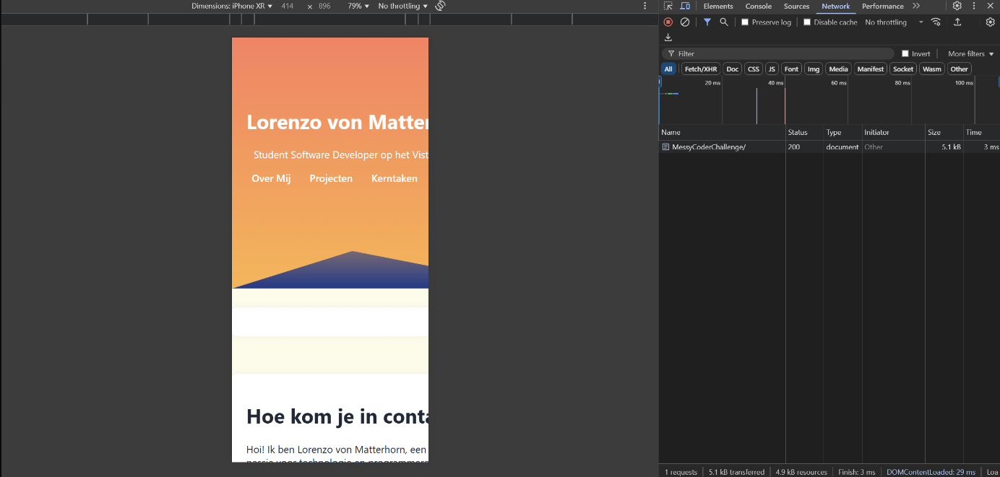 Dimensions: iPhone XR 414 × 896 79% No throttling
Elements Console Sources Network Performance
Preserve log Disable cache No throttling
Filter Invert More filters
All Fetch/XHR Doc CSS JS Font Img Media Manifest Socket Wasm Other
20 ms 40 ms 60 ms 80 ms 100 ms
Name Status Type Initiator Size Time
MessyCoderChallenge/ 200 document Other 5.1 kB 3 ms
1 requests 5.1 kB transferred 4.9 kB resources Finish: 3 ms DOMContentLoaded: 29 ms Loa
Lorenzo von Matter
Student Software Developer op het Vist
Over Mij Projecten Kerntaken
Hoe kom je in conta
Hoi! Ik ben Lorenzo von Matterhorn, een
passie voor technologie en programmere